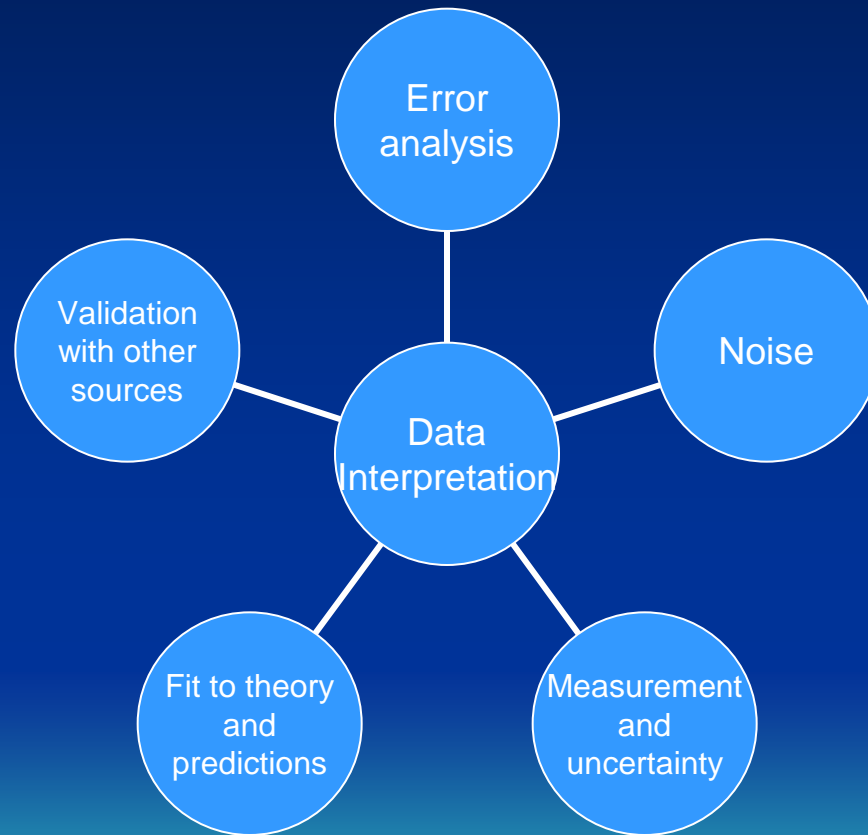 Error
analysis
Validation
with other
sources
Noise
Data
Interpretation
Fit to theory
and
predictions
Measurement
and
uncertainty